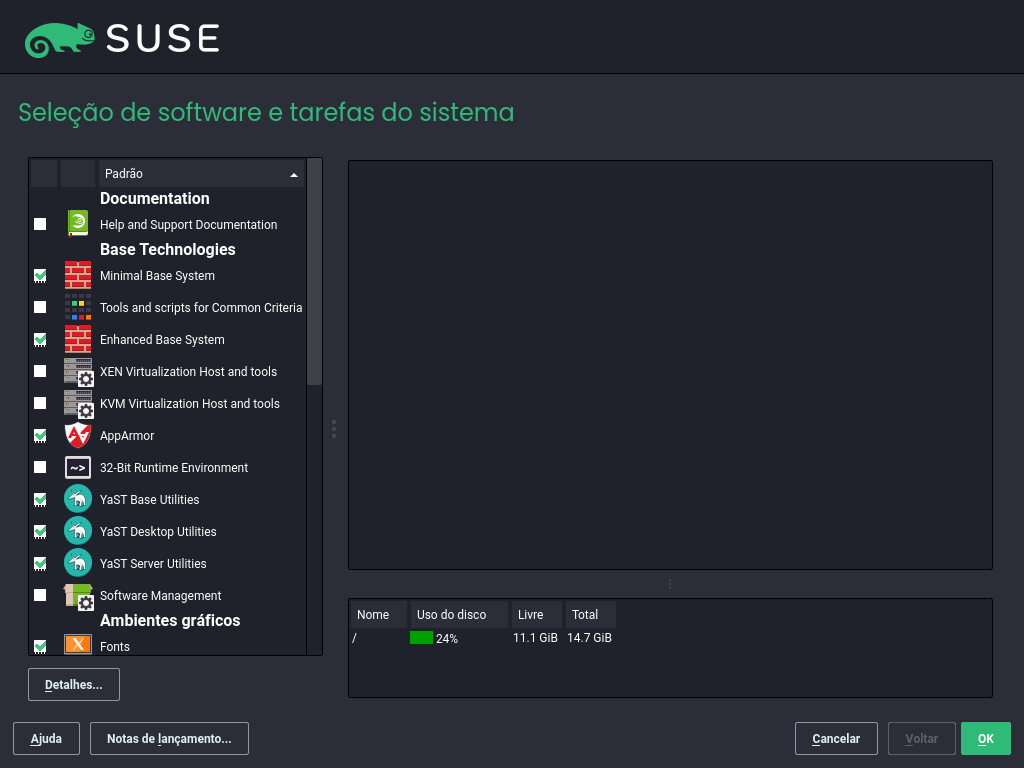 SUSE
Seleção de software e tarefas do sistema
Padrão
Documentation
Help and Support Documentation
Base Technologies
Minimal Base System
Tools and scripts for Common Criteria
Enhanced Base System
XEN Virtualization Host and tools
KVM Virtualization Host and tools
AppArmor
32-Bit Runtime Environment
YaST Base Utilities
YaST Desktop Utilities
YaST Server Utilities
Software Management
Ambientes gráficos
Fonts
Nome Uso do disco Livre Total
/ 24% 11.1 GiB 14.7 GiB
Detalhes...
Ajuda Notas de lançamento... Cancelar Voltar OK